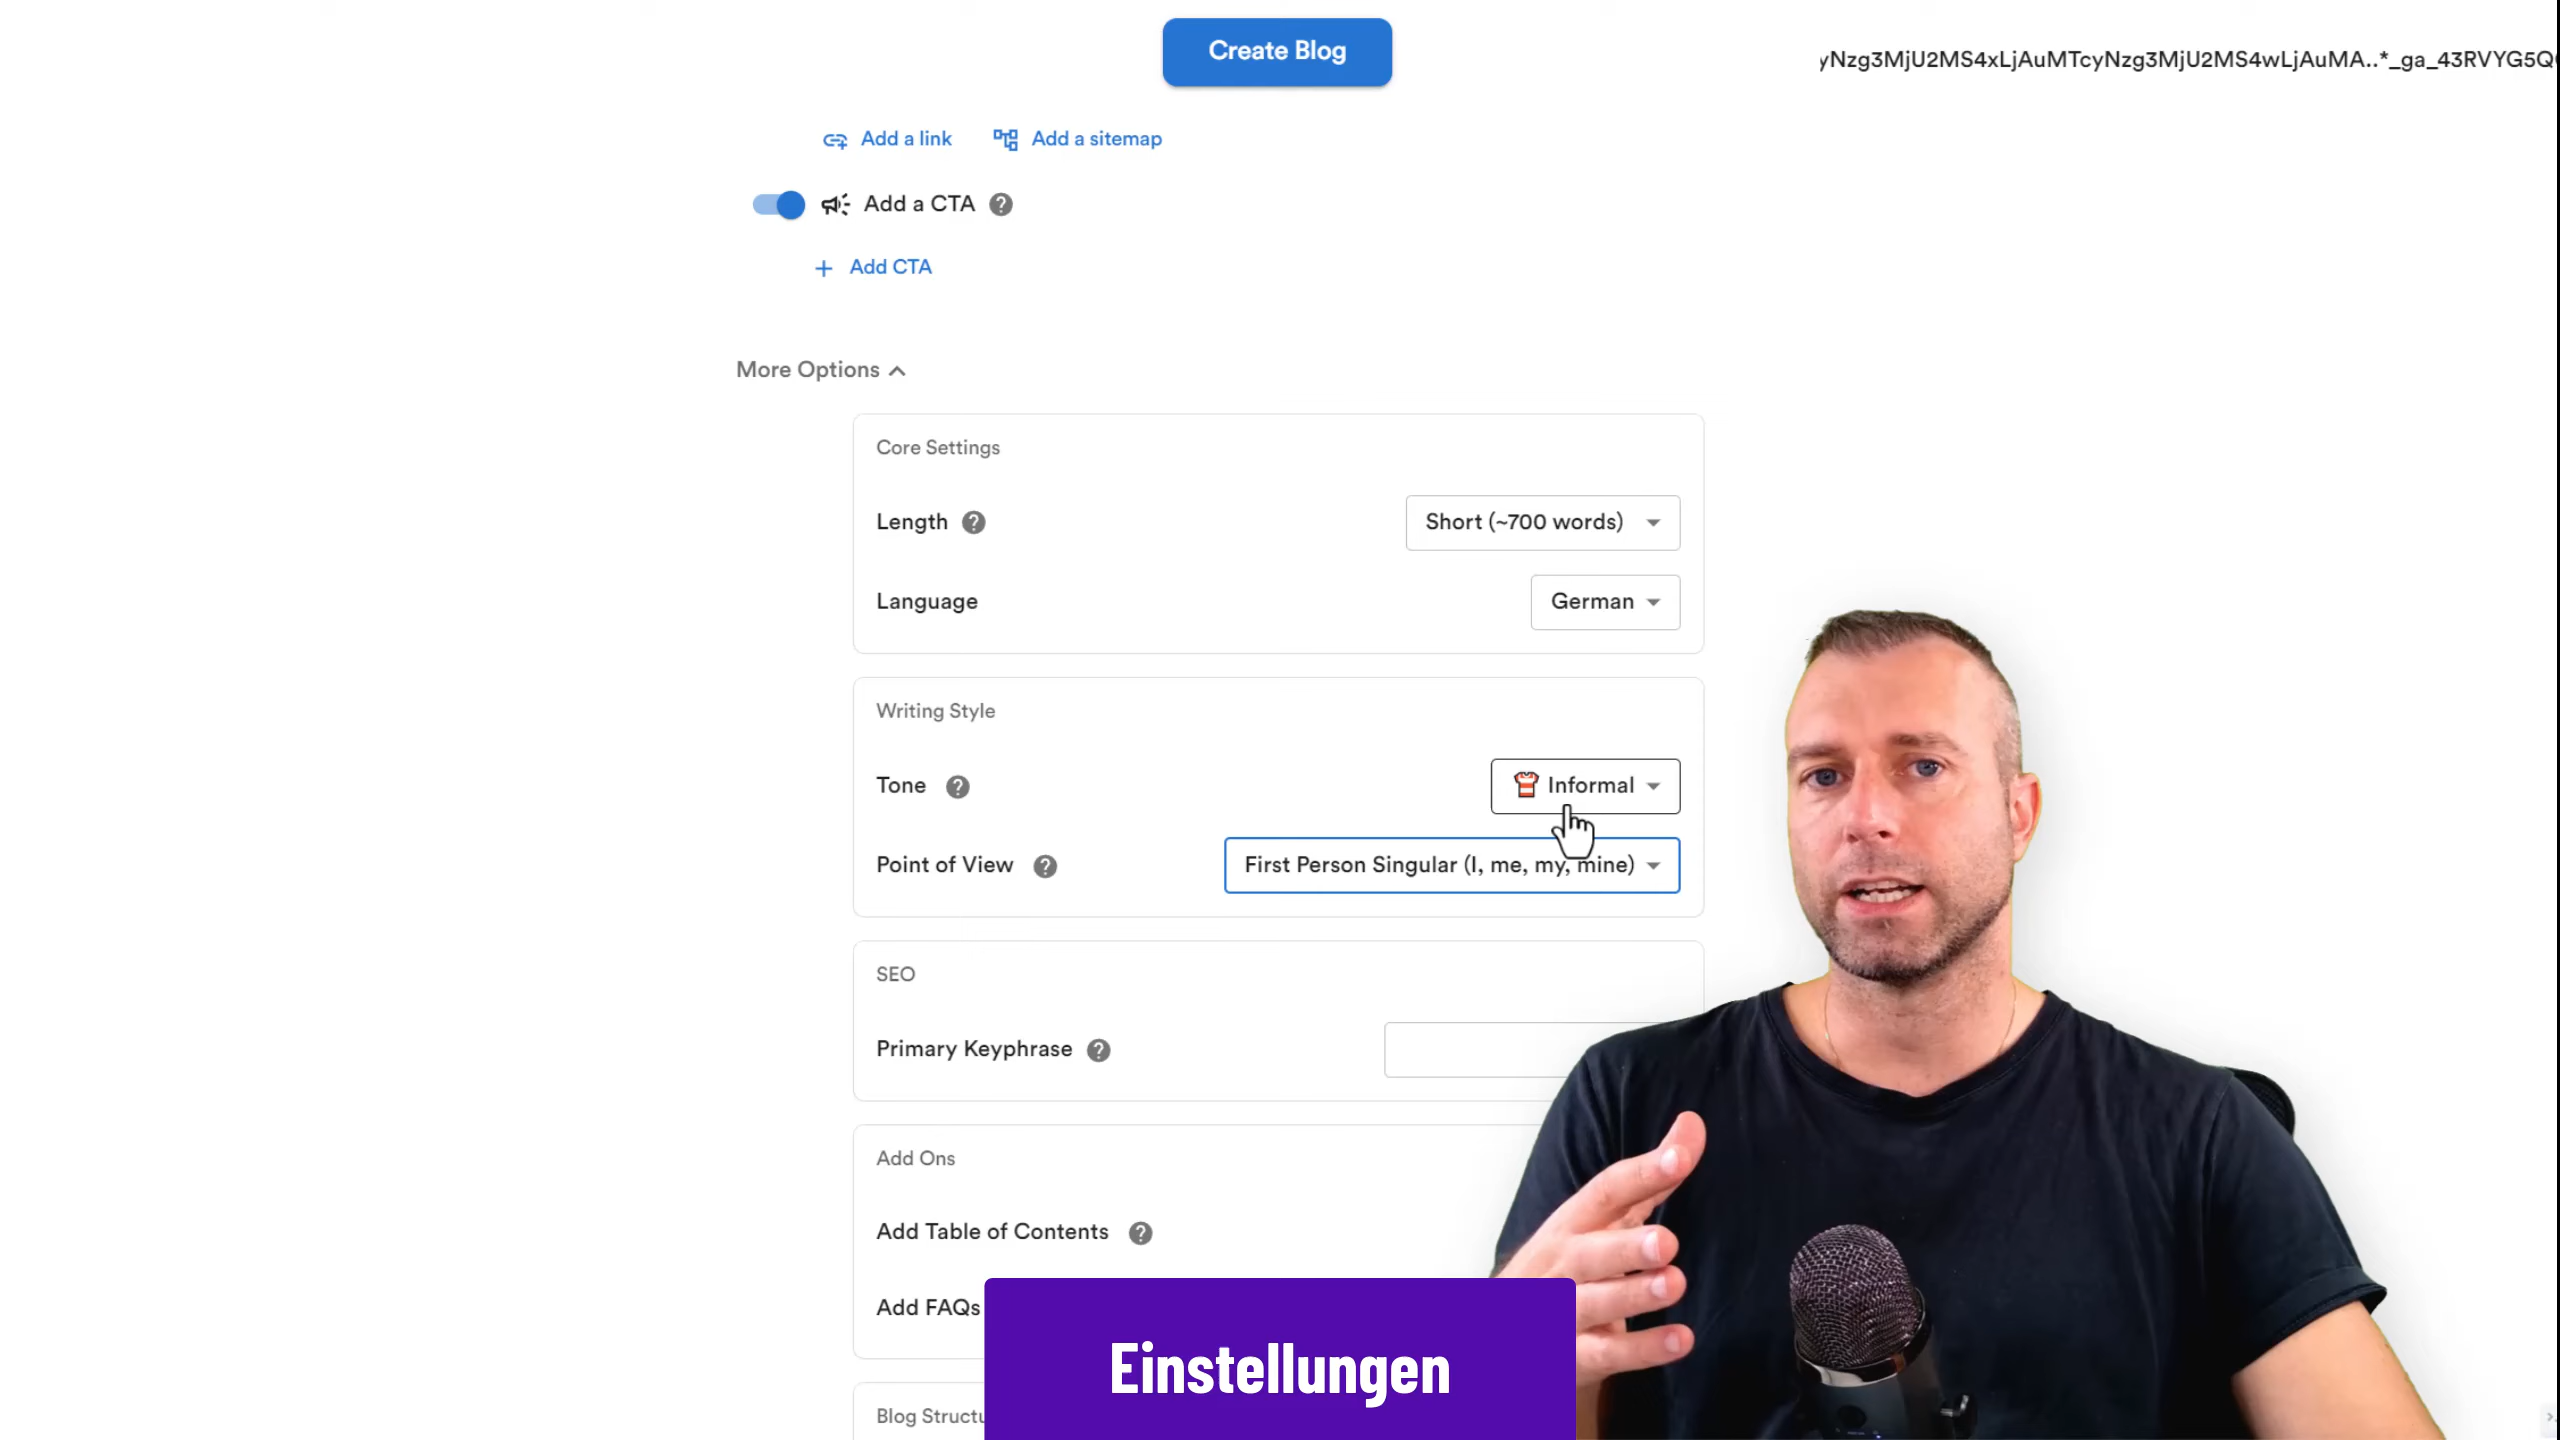 Create Blog
yNzg3MjU2MS4xLjAuMTcyNzg3MjU2MS4wLjAuMA..*_ga_43RVYG5Q
Add a link
Add a sitemap
Add a CTA
Add CTA
More Options
Core Settings
Length
Short (~700 words)
Language
German
Writing Style
Tone
Informal
Point of View
First Person Singular (I, me, my, mine)
SEO
Primary Keyphrase
Add Ons
Add Table of Contents
Add FAQs
Einstellungen
Blog Structu